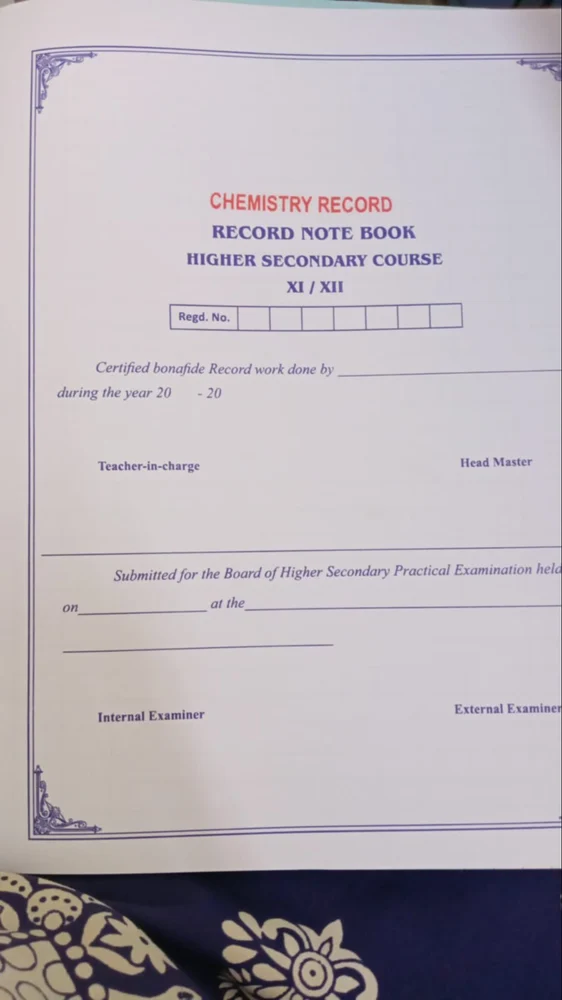 CHEMISTRY RECORD
RECORD NOTE BOOK
HIGHER SECONDARY COURSE
XI / XII
Regd. No.
Certified bonafide Record work done by
during the year 20 - 20
Teacher-in-charge Head Master
Submitted for the Board of Higher Secondary Practical Examination held
on at the
Internal Examiner External Examiner